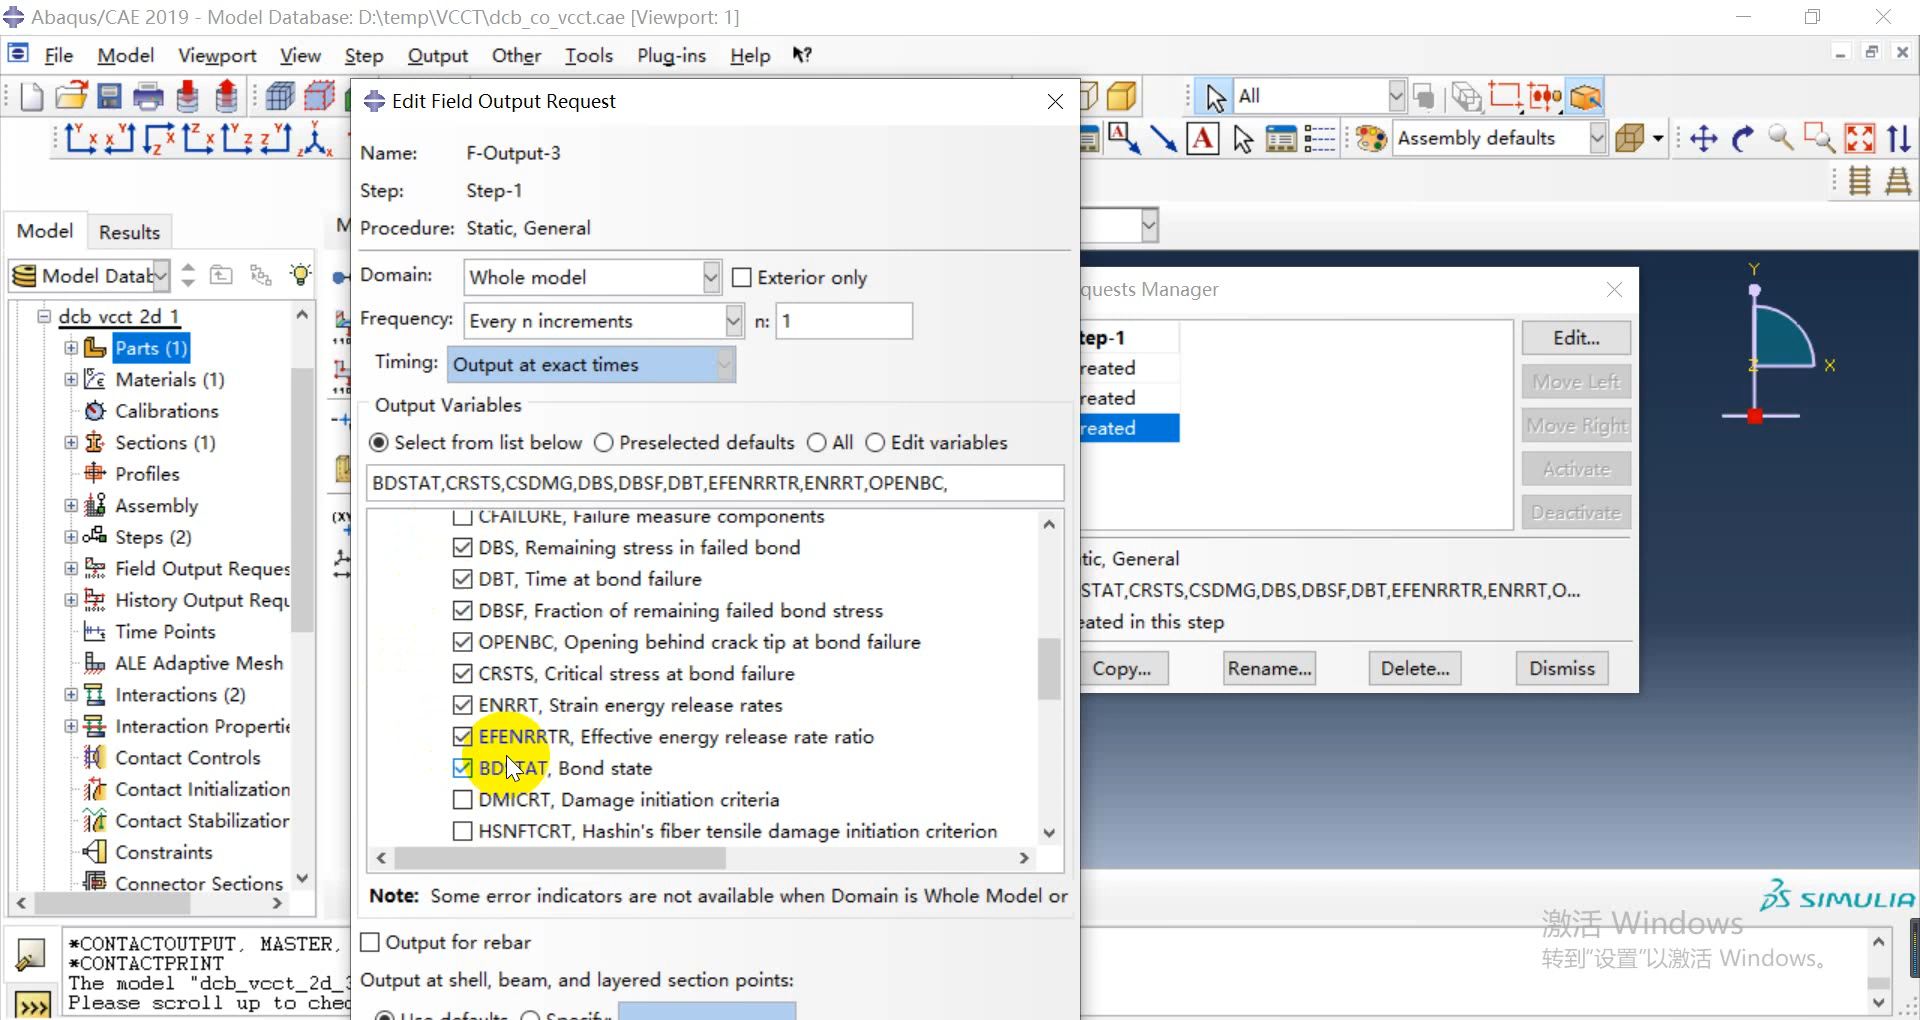 Abaqus/CAE 2019 - Model Database: D:\temp\VCCT\dcb_co_vcct.cae [Viewport: 1]
File Model Viewport View Step Output Other Tools Plug-ins Help
All
Assembly defaults
Model Results
Model Datab
dcb vcct 2d 1
Parts (1)
Materials (1)
Calibrations
Sections (1)
Profiles
Assembly
Steps (2)
Field Output Reques
History Output Requ
Time Points
ALE Adaptive Mesh
Interactions (2)
Interaction Properti
Contact Controls
Contact Initialization
Contact Stabilization
Constraints
Connector Sections
Edit Field Output Request
Name: F-Output-3
Step: Step-1
Procedure: Static, General
Domain: Whole model Exterior only
Frequency: Every n increments n: 1
Timing: Output at exact times
Output Variables
Select from list below Preselected defaults All Edit variables
BDSTAT,CRSTS,CSDMG,DBS,DBSF,DBT,EFENRRTR,ENRRT,OPENBC,
CFAILURE, Failure measure components
DBS, Remaining stress in failed bond
DBT, Time at bond failure
DBSF, Fraction of remaining failed bond stress
OPENBC, Opening behind crack tip at bond failure
CRSTS, Critical stress at bond failure
ENRRT, Strain energy release rates
EFENRRTR, Effective energy release rate ratio
BDSTAT, Bond state
DMICRT, Damage initiation criteria
HSNFTCRT, Hashin's fiber tensile damage initiation criterion
Note: Some error indicators are not available when Domain is Whole Model or
Output for rebar
Output at shell, beam, and layered section points:
Use defaults Specify:
quests Manager
tep-1
reated
reated
reated
Edit...
Move Left
Move Right
Activate
Deactivate
tic, General
STAT,CRSTS,CSDMG,DBS,DBSF,DBT,EFENRRTR,ENRRT,O...
eated in this step
Copy... Rename... Delete... Dismiss
Y
Z X
SIMULIA
激活 Windows
转到"设置"以激活 Windows。
*CONTACTOUTPUT, MASTER,
*CONTACTPRINT
The model "dcb_vcct_2d_
Please scroll up to chec